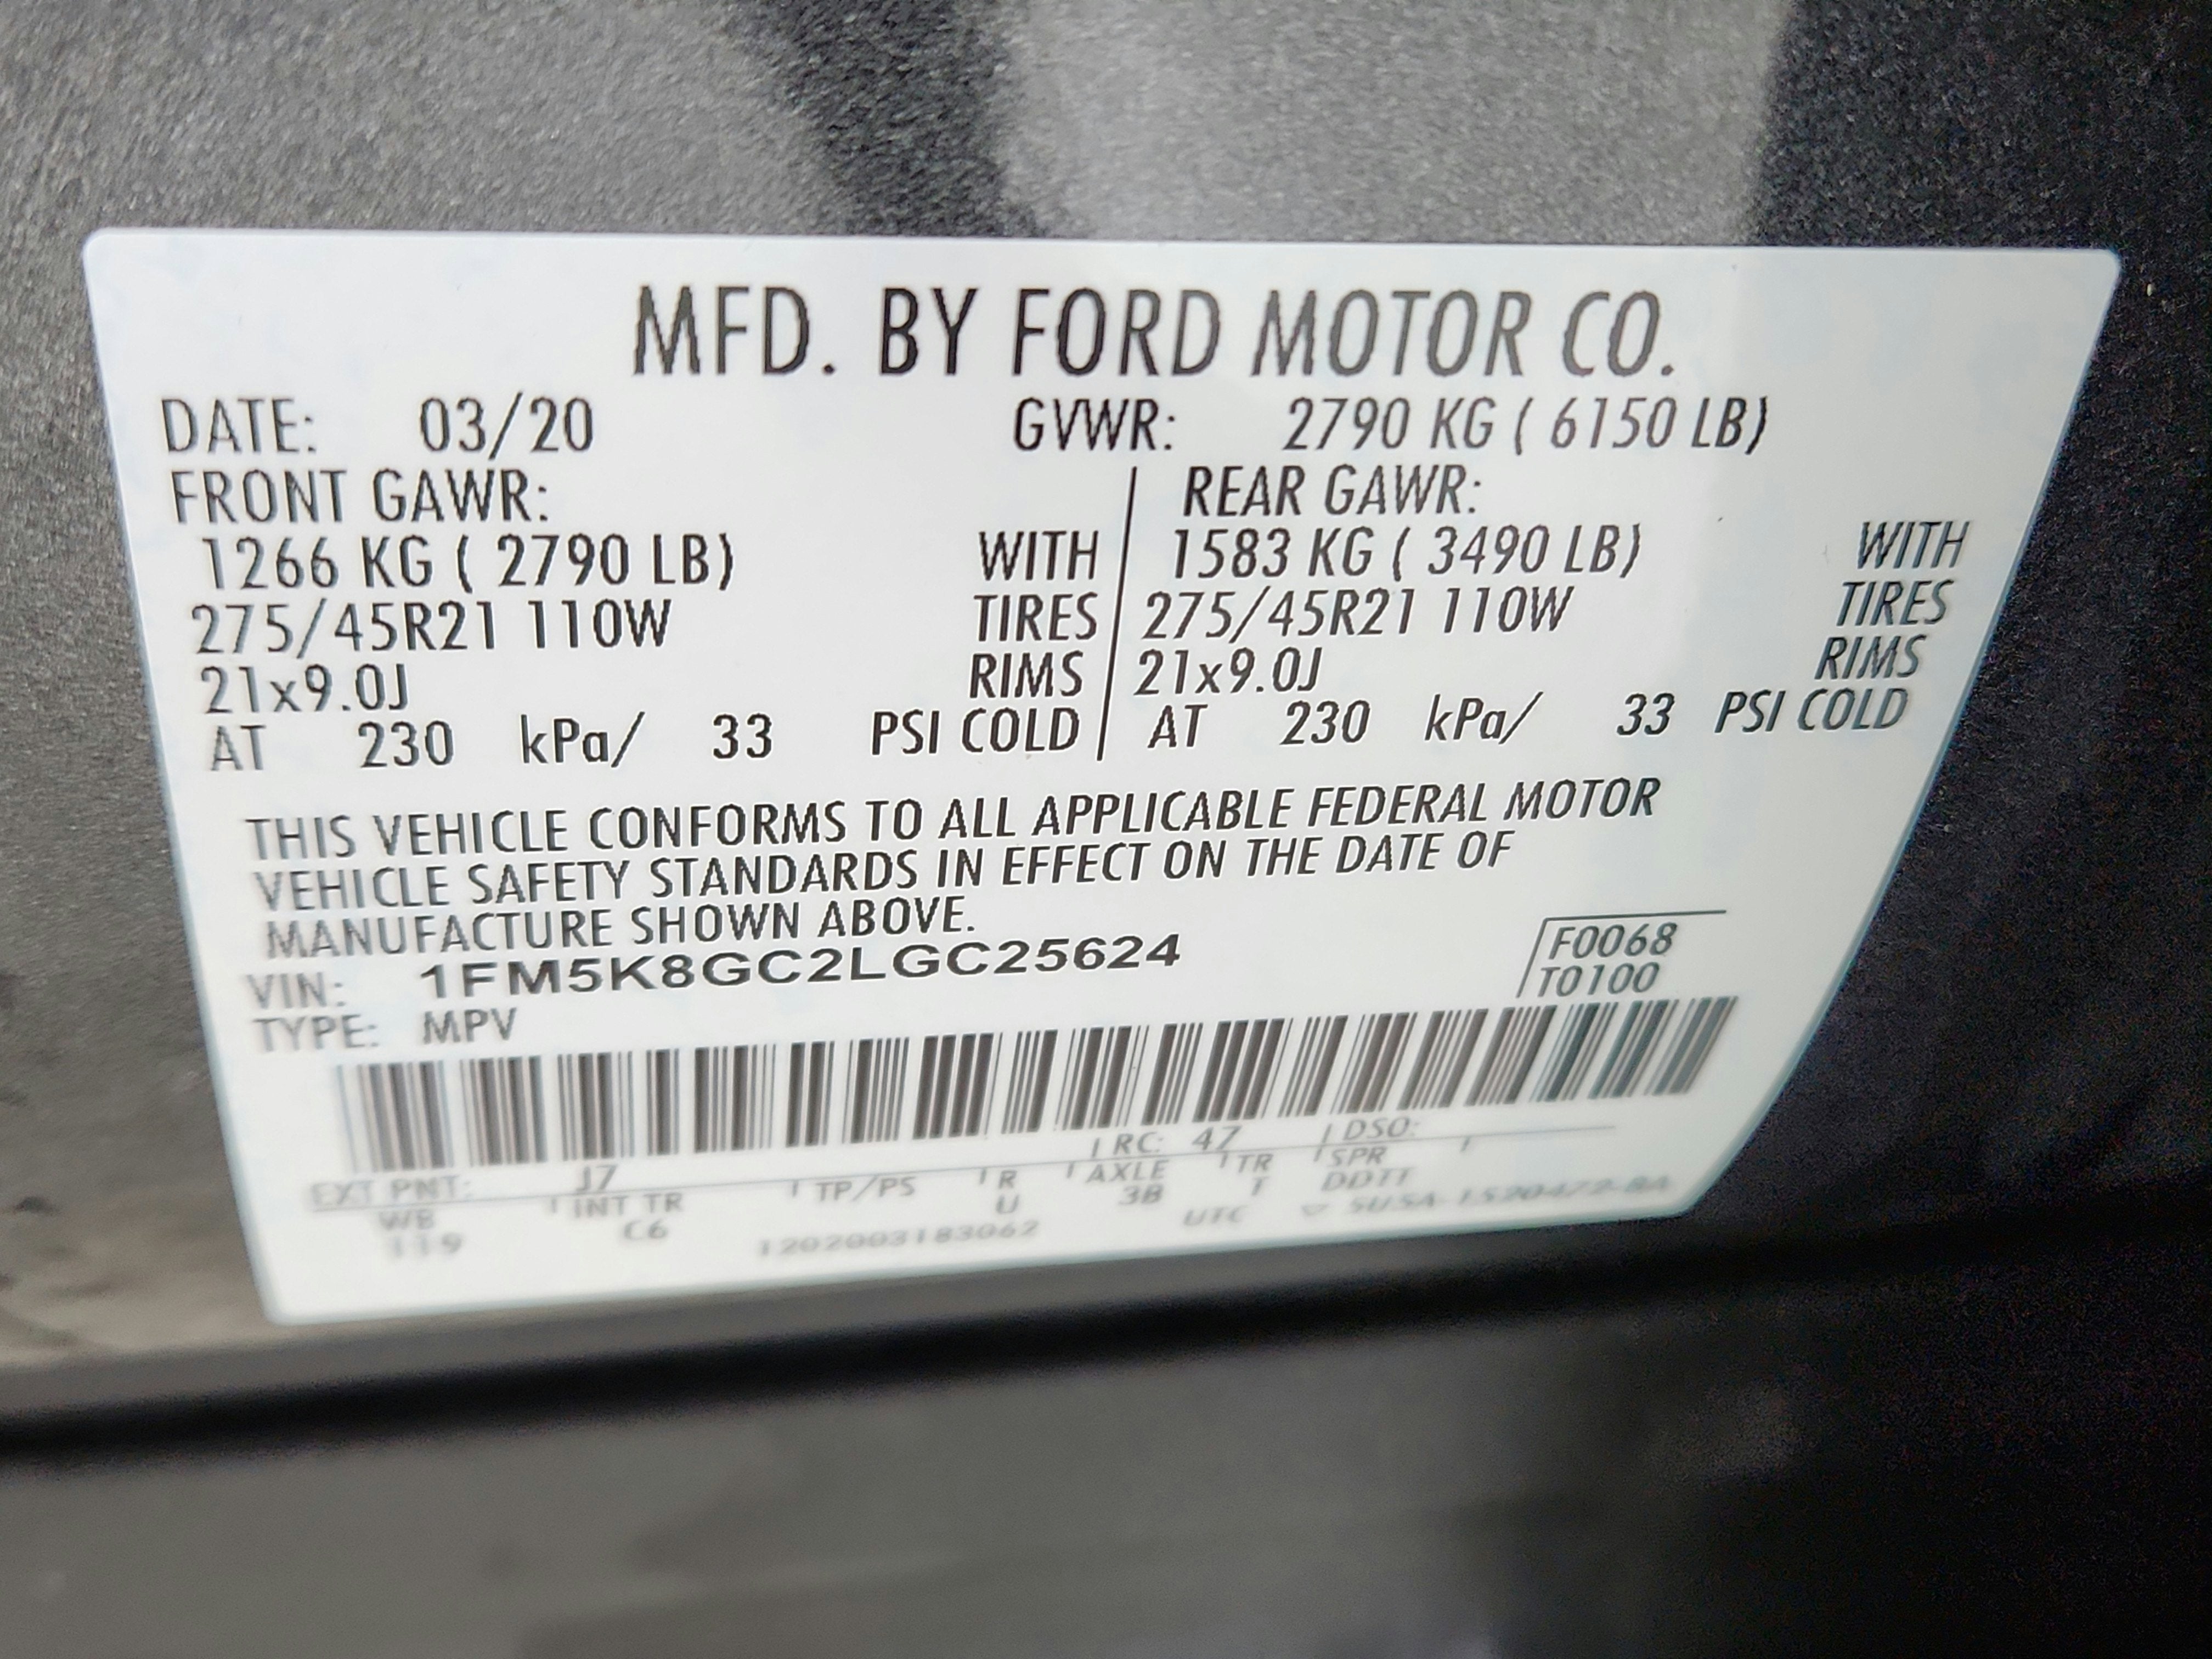 MFD. BY FORD MOTOR CO.
DATE: 03/20 GVWR: 2790 KG ( 6150 LB)
FRONT GAWR: REAR GAWR:
1266 KG ( 2790 LB) WITH 1583 KG ( 3490 LB) WITH
275/45R21 110W TIRES 275/45R21 110W TIRES
21x9.0J RIMS 21x9.0J RIMS
AT 230 kPa/ 33 PSI COLD AT 230 kPa/ 33 PSI COLD
THIS VEHICLE CONFORMS TO ALL APPLICABLE FEDERAL MOTOR
VEHICLE SAFETY STANDARDS IN EFFECT ON THE DATE OF
MANUFACTURE SHOWN ABOVE.
VIN: 1FM5K8GC2LGC25624 F0068
TYPE: MPV T0100
EXT PNT: J7 RC: 47 DSO:
WB INT TR TP/PS R AXLE TR SPR
119 C6 U 3B T DDTT
1202003183062 UTC